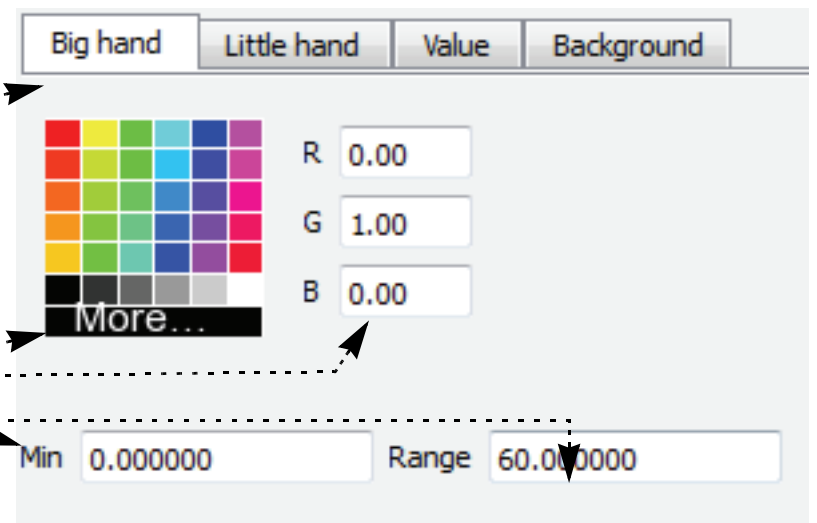 Big hand Little hand Value Background
R 0.00
G 1.00
B 0.00
More...
Min 0.000000 Range 60.000000